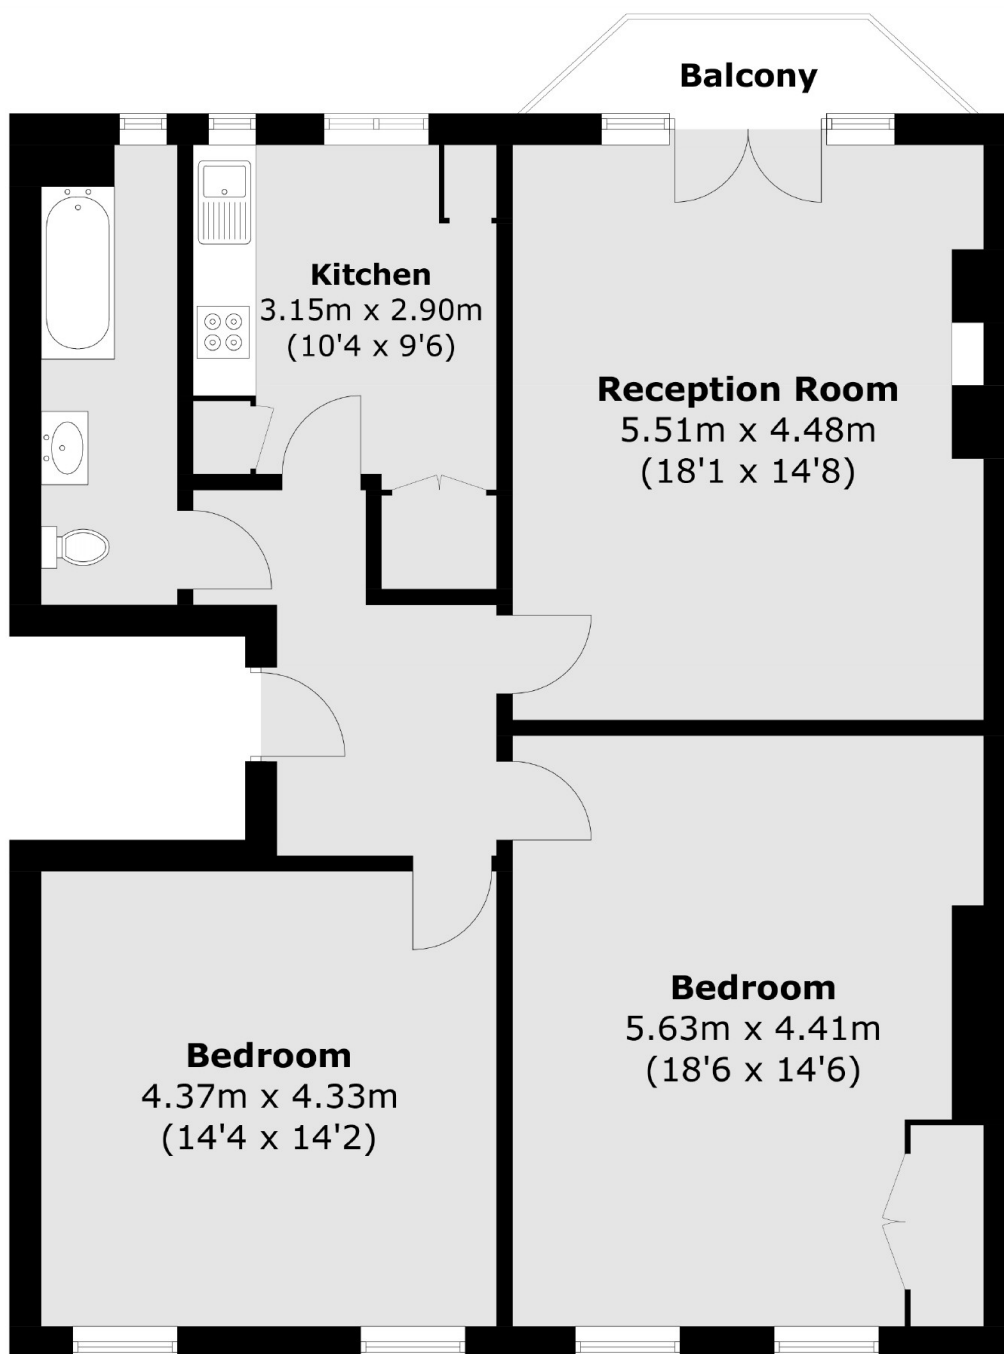 Balcony
Kitchen
3.15m x 2.90m
(10'4 x 9'6)
Reception Room
5.51m x 4.48m
(18'1 x 14'8)
Bedroom
5.63m x 4.41m
(18'6 x 14'6)
Bedroom
4.37m x 4.33m
(14'4 x 14'2)